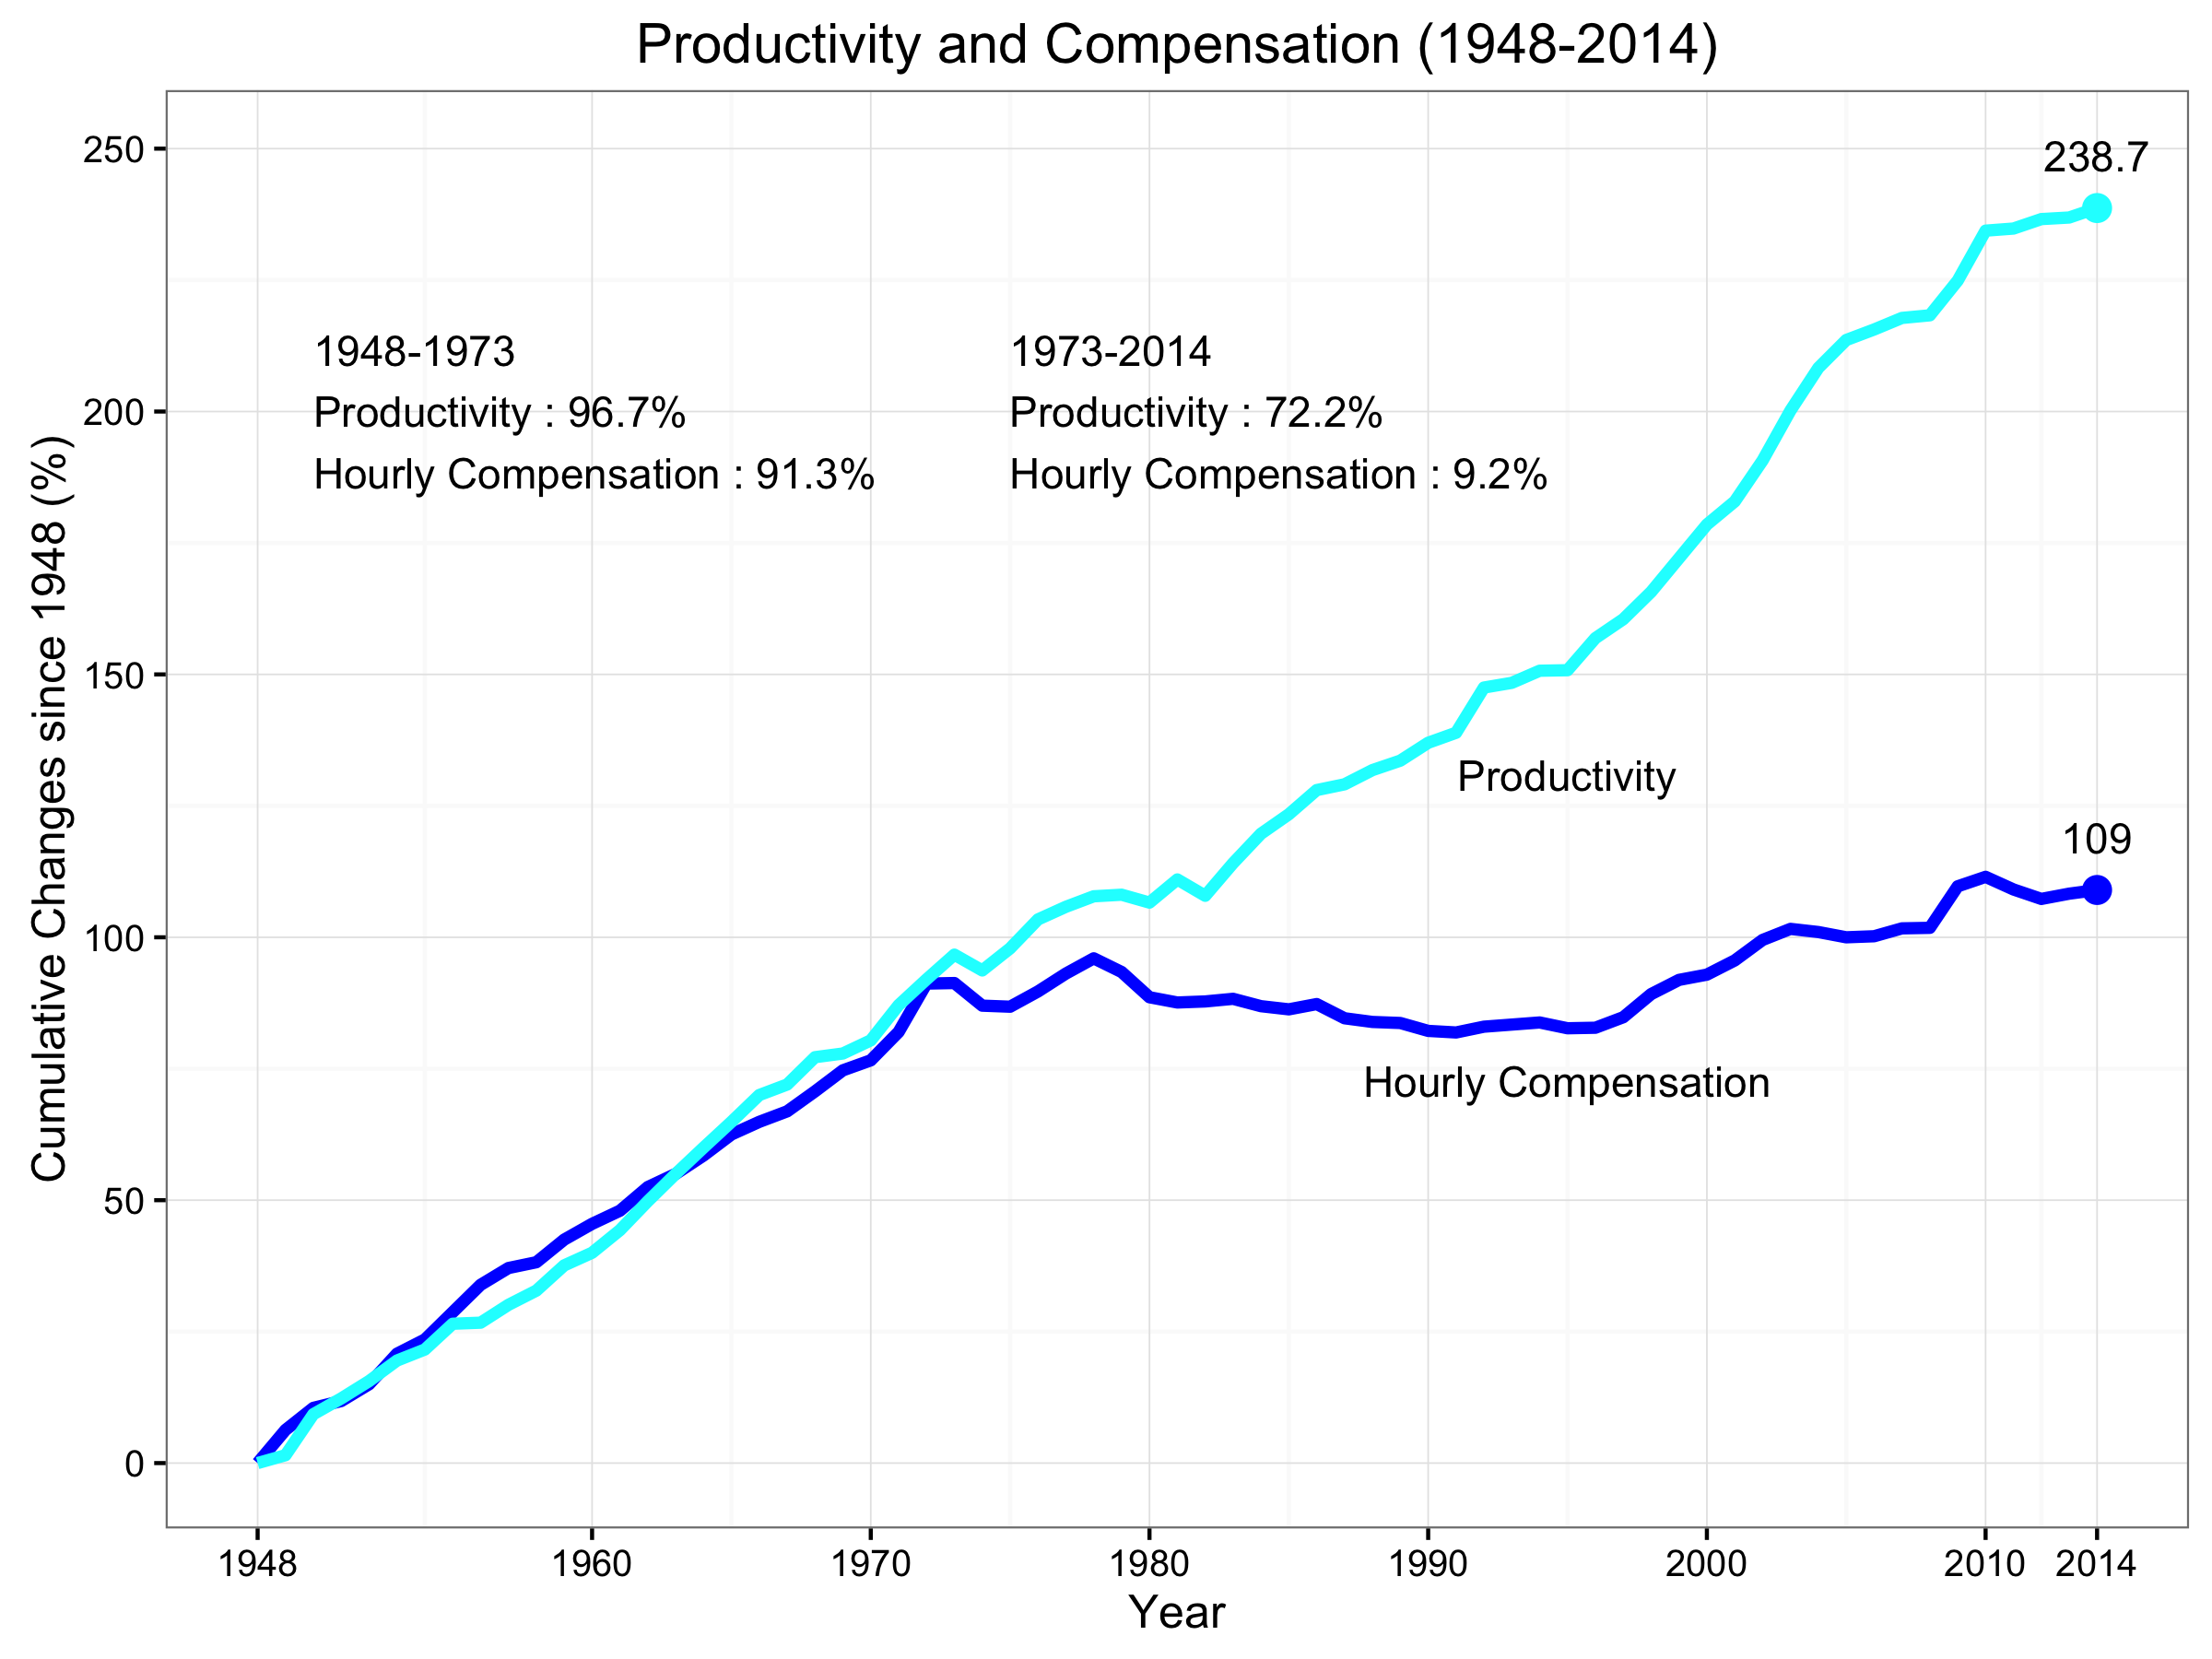 Productivity and Compensation (1948-2014)
Cumulative Changes since 1948 (%)
250
200
150
100
50
0
238.7
1948-1973
Productivity : 96.7%
Hourly Compensation : 91.3%
1973-2014
Productivity : 72.2%
Hourly Compensation : 9.2%
Productivity
109
Hourly Compensation
1948 1960 1970 1980 1990 2000 2010 2014
Year